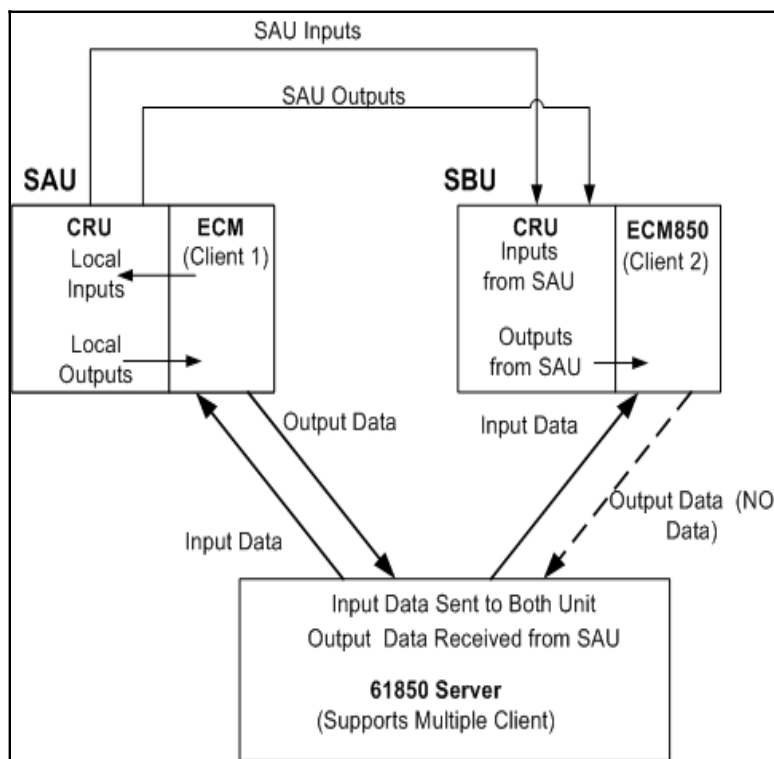 SAU Inputs
SAU Outputs
SAU
SBU
CRU
Local
Inputs
Local
Outputs
ECM
(Client 1)
CRU
Inputs
from SAU
Outputs
from SAU
ECM850
(Client 2)
Output Data
Input Data
Input Data
Output Data (NO
Data)
Input Data Sent to Both Unit
Output Data Received from SAU
61850 Server
(Supports Multiple Client)